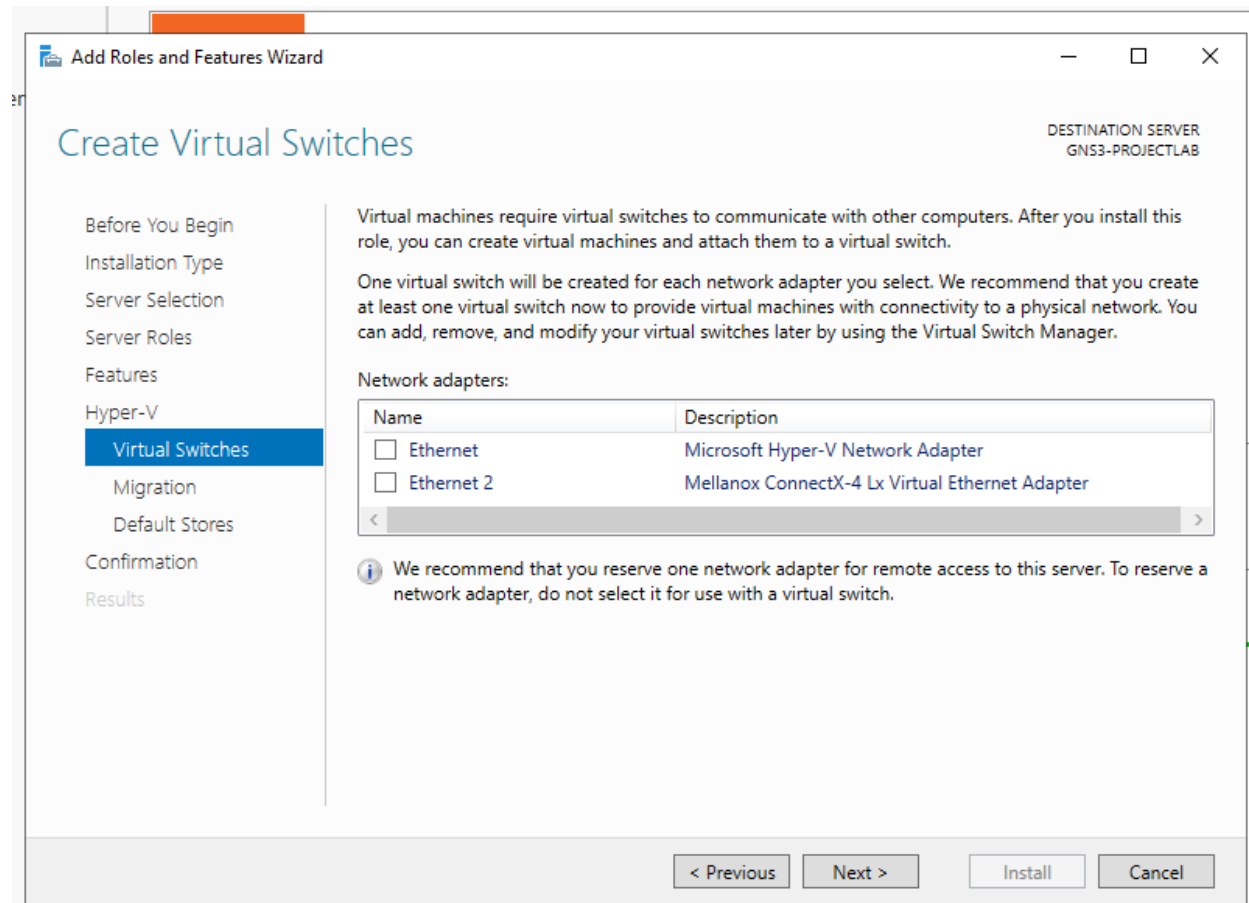 Add Roles and Features Wizard
er
Create Virtual Switches
DESTINATION SERVER
GNS3-PROJECTLAB
Before You Begin
Installation Type
Server Selection
Server Roles
Features
Hyper-V
Virtual Switches
Migration
Default Stores
Confirmation
Results
Virtual machines require virtual switches to communicate with other computers. After you install this
role, you can create virtual machines and attach them to a virtual switch.
One virtual switch will be created for each network adapter you select. We recommend that you create
at least one virtual switch now to provide virtual machines with connectivity to a physical network. You
can add, remove, and modify your virtual switches later by using the Virtual Switch Manager.
Network adapters:
Name Description
Ethernet Microsoft Hyper-V Network Adapter
Ethernet 2 Mellanox ConnectX-4 Lx Virtual Ethernet Adapter
We recommend that you reserve one network adapter for remote access to this server. To reserve a
network adapter, do not select it for use with a virtual switch.
< Previous Next > Install Cancel